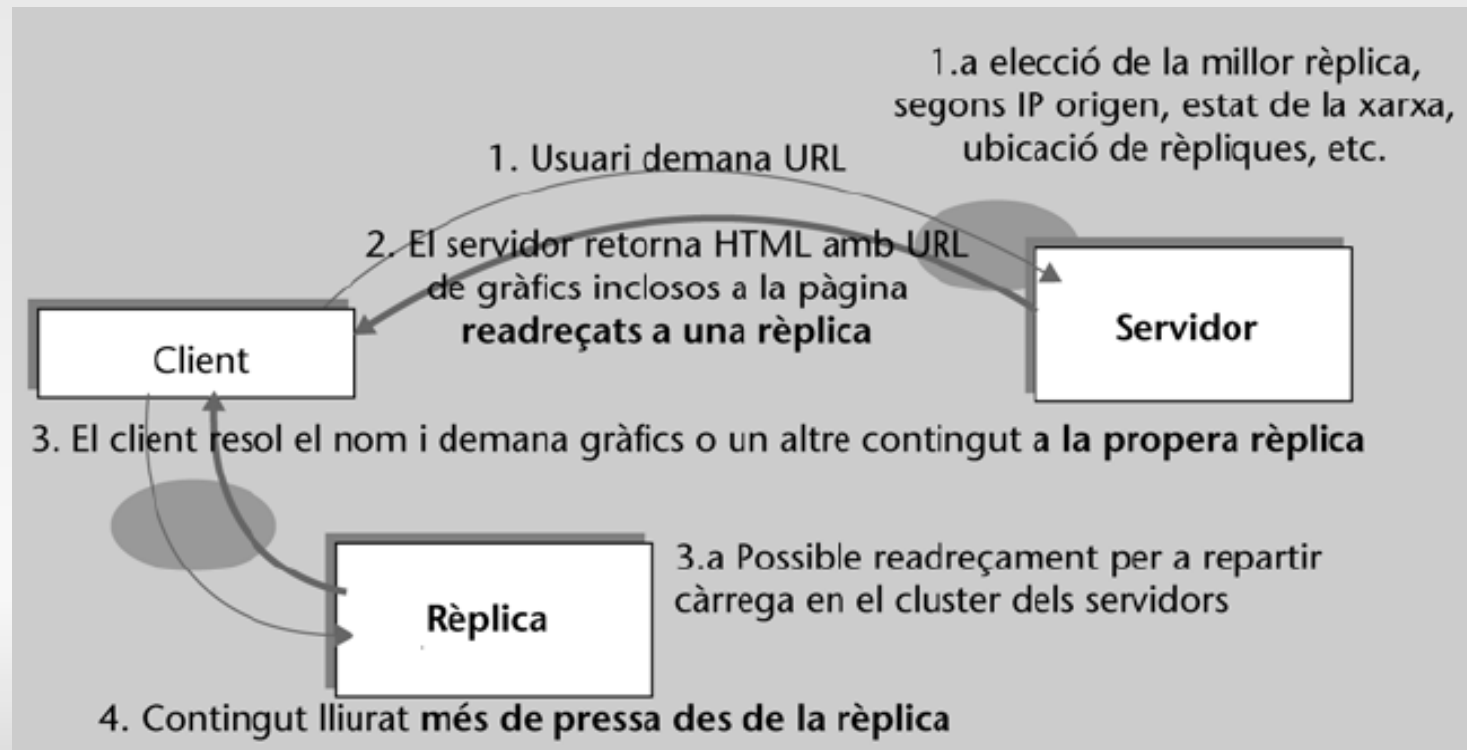 1.a elecció de la millor rèplica,
segons IP origen, estat de la xarxa,
ubicació de rèpliques, etc.
1. Usuari demana URL
2. El servidor retorna HTML amb URL
de gràfics inclosos a la pàgina
readreçats a una rèplica
Servidor
Client
3. El client resol el nom i demana gràfics o un altre contingut a la propera rèplica
3.a Possible readreçament per a repartir
càrrega en el cluster dels servidors
Rèplica
4. Contingut lliurat més de pressa des de la rèplica